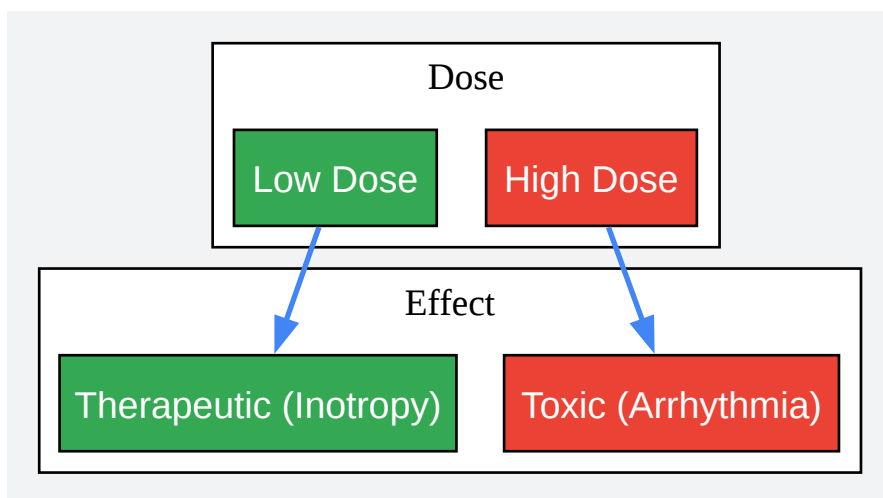 Dose
Low Dose
High Dose
Effect
Therapeutic (Inotropy)
Toxic (Arrhythmia)